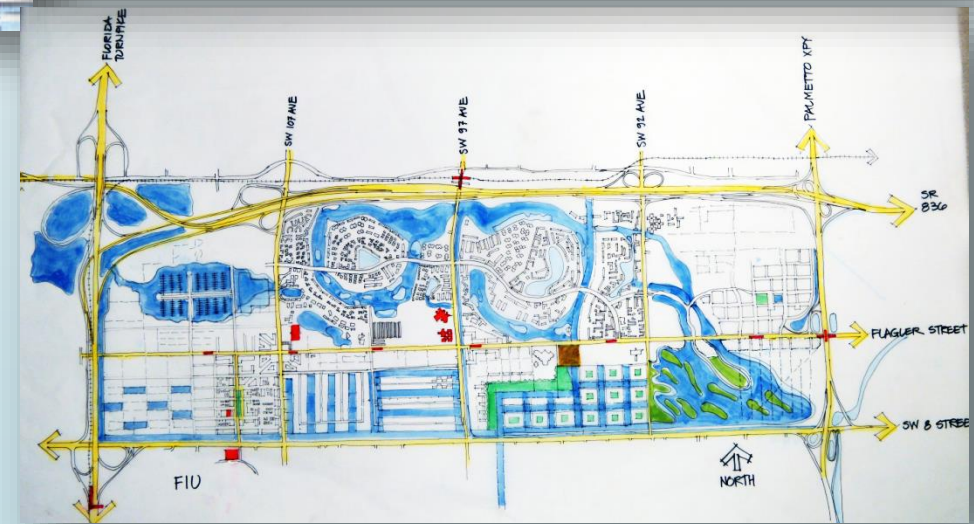 FLORIDA
TURNPIKE
SW 107 AVE
SW 97 AVE
SW 92 AVE
PALMETTO XPY
SR
836
FLAGLER STREET
SW 8 STREE
FIU
NORTH